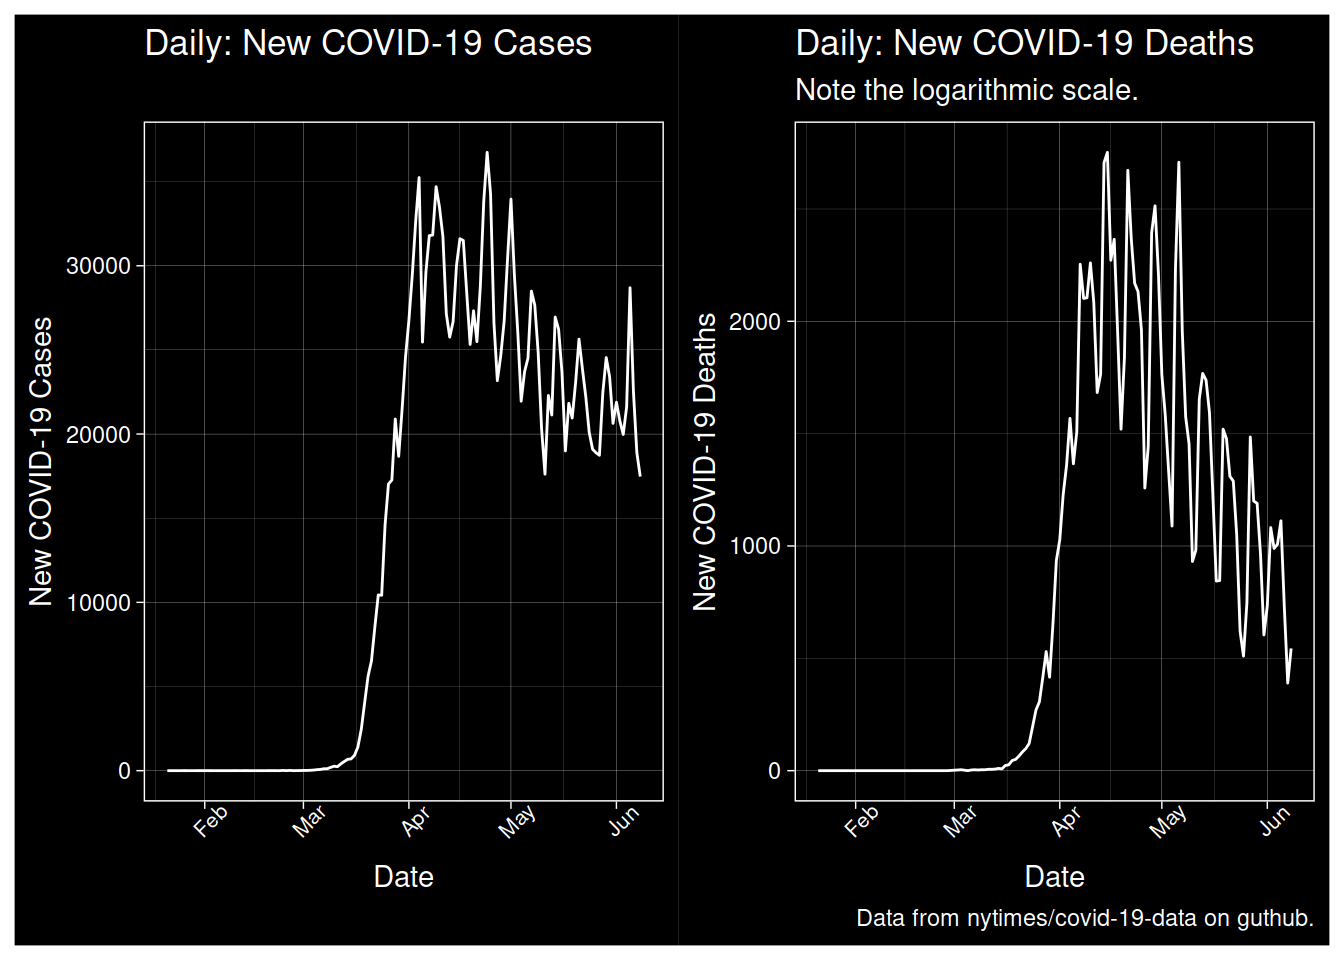 Daily: New COVID-19 Cases
New COVID-19 Cases
30000
20000
10000
0
Feb
Mar
Apr
May
Jun
Date
Daily: New COVID-19 Deaths
Note the logarithmic scale.
New COVID-19 Deaths
2000
1000
0
Feb
Mar
Apr
May
Jun
Date
Data from nytimes/covid-19-data on guthub.